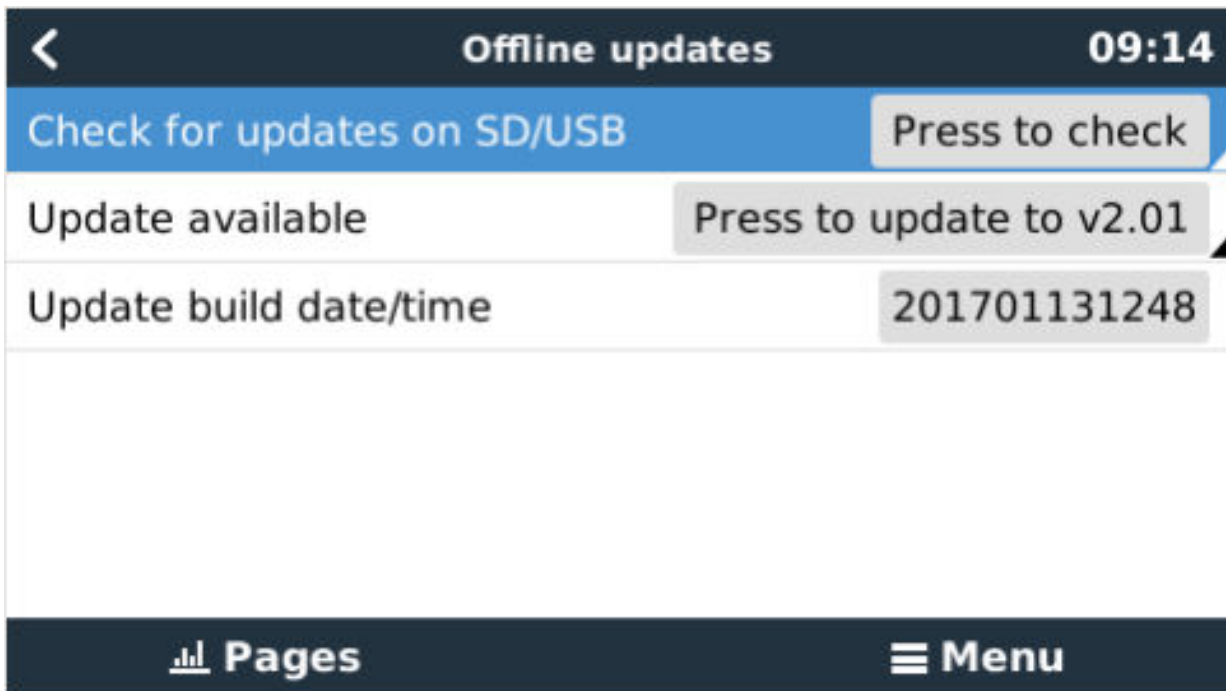 Offline updates 09:14
Check for updates on SD/USB Press to check
Update available Press to update to v2.01
Update build date/time 201701131248
Pages Menu